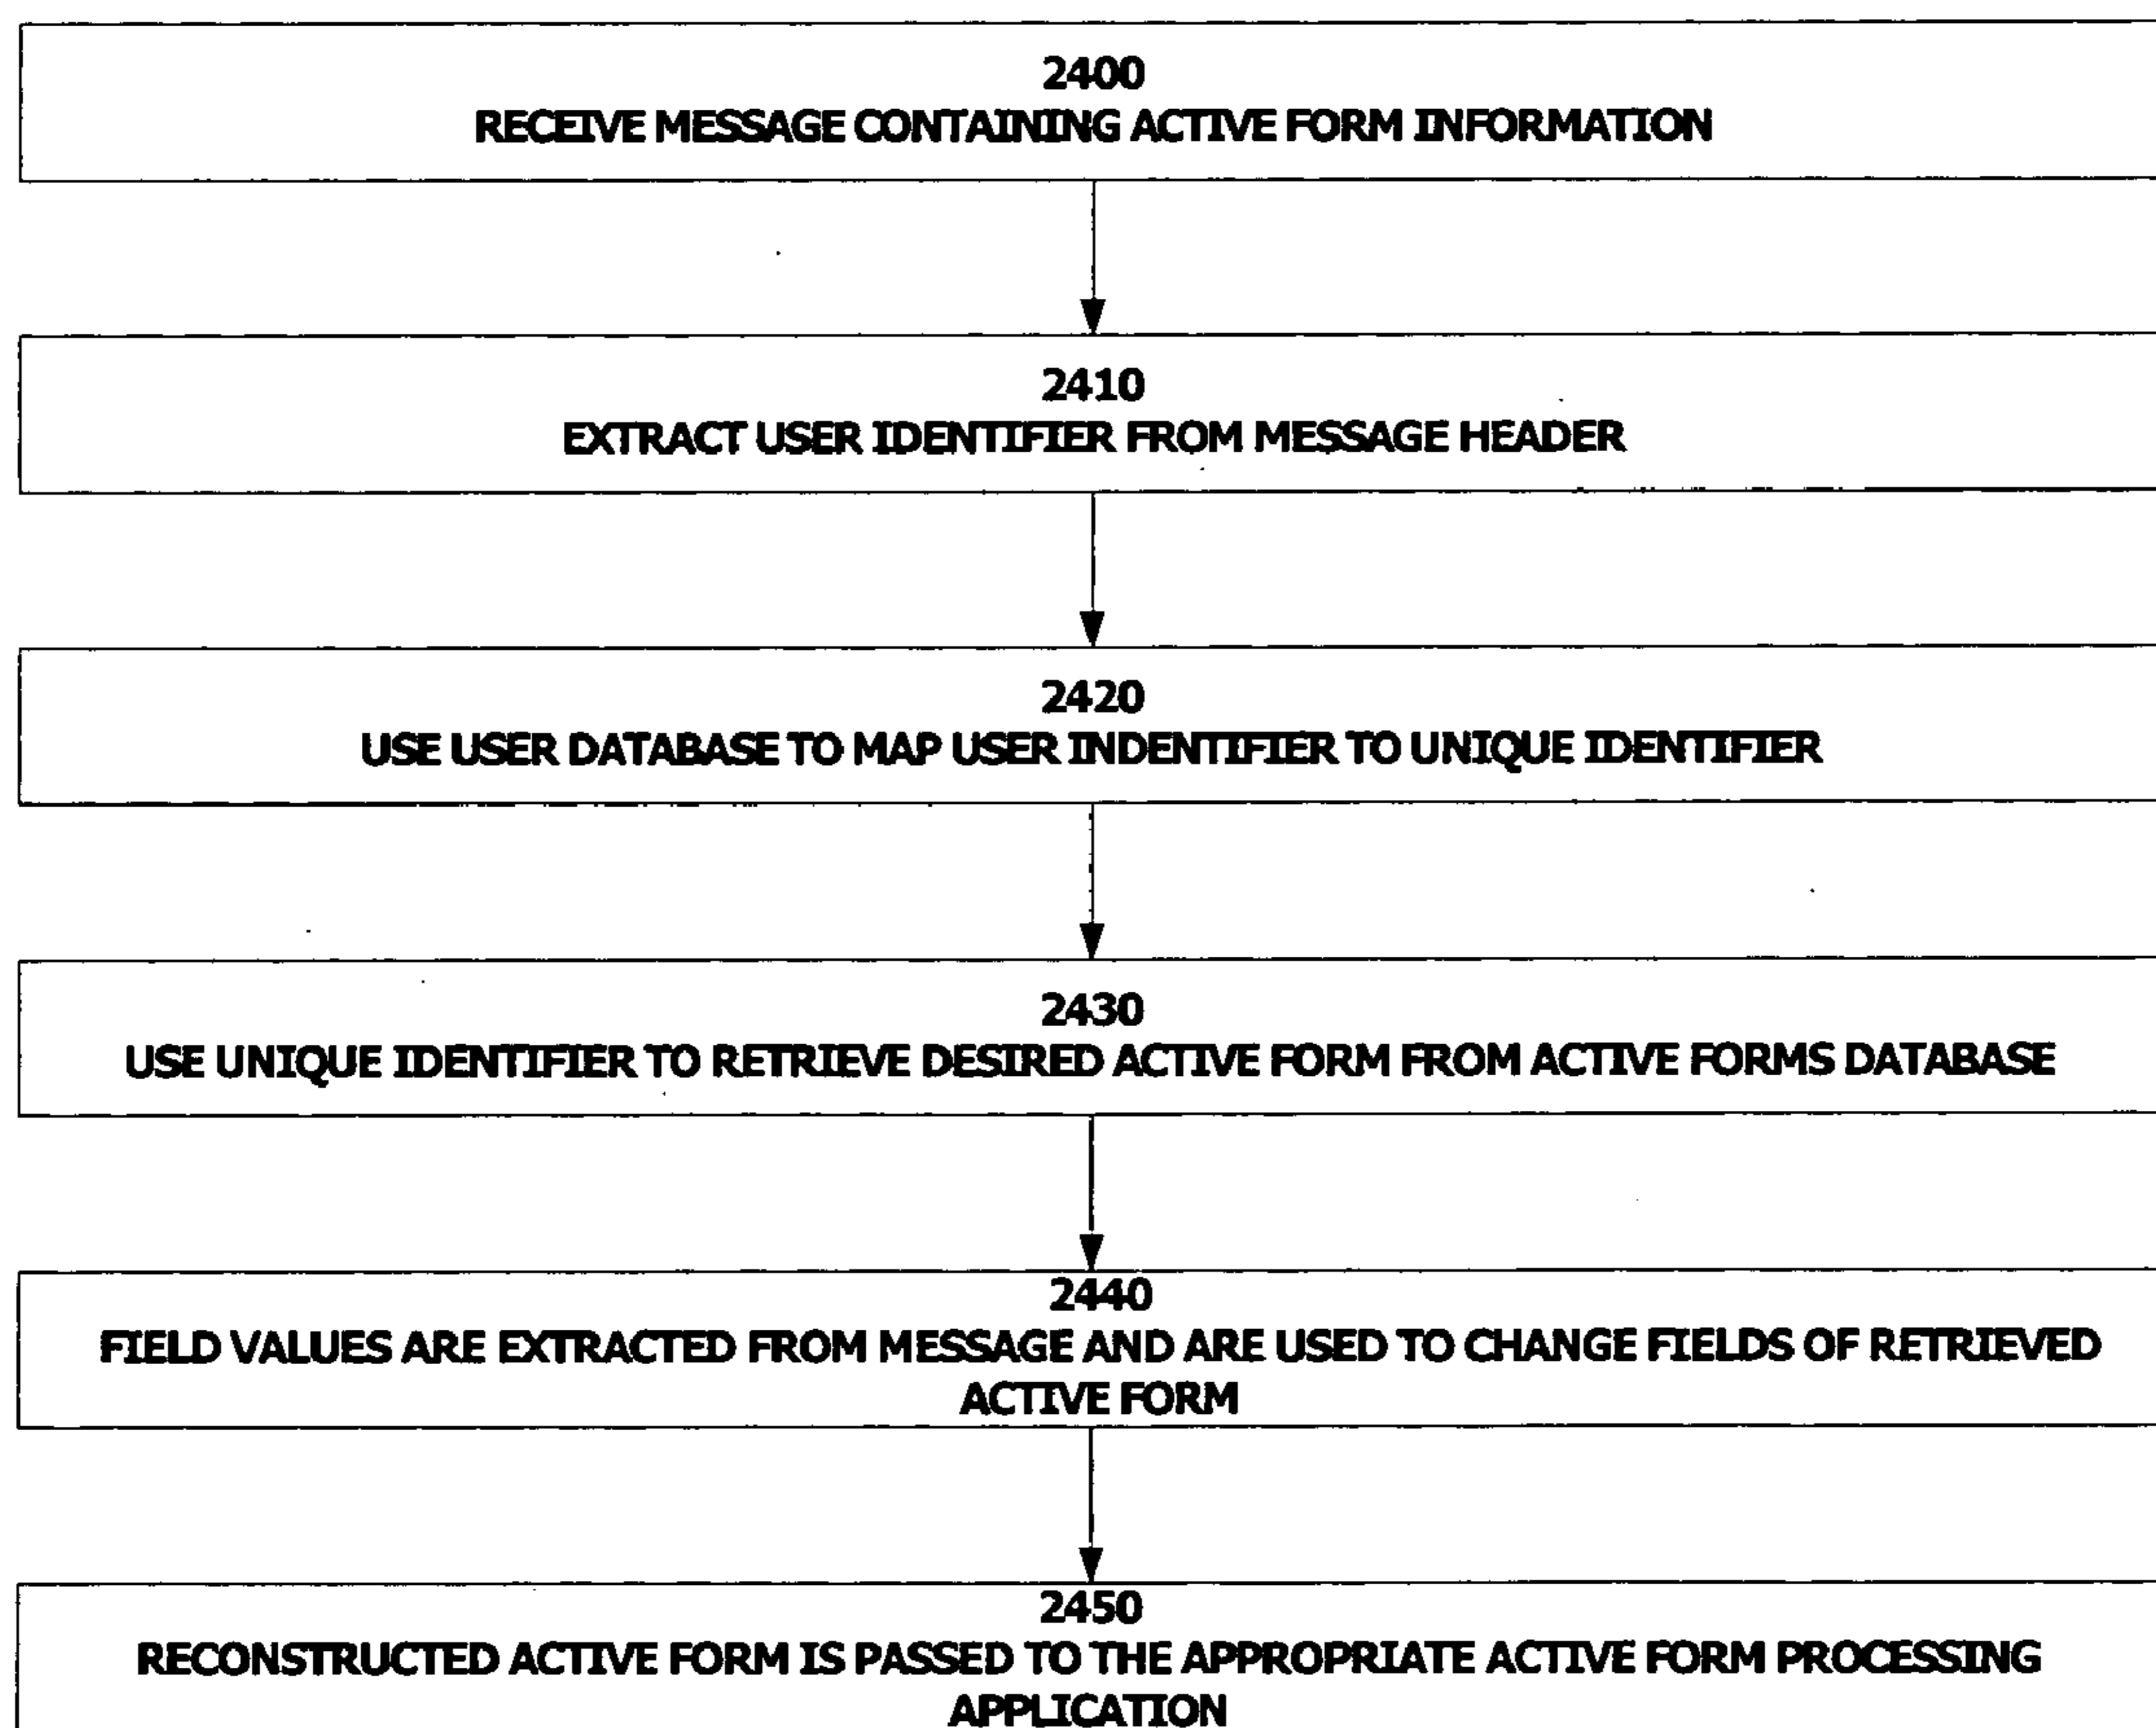 2400
RECEIVE MESSAGE CONTAINING ACTIVE FORM INFORMATION
2410
EXTRACT USER IDENTIFIER FROM MESSAGE HEADER
2420
USE USER DATABASE TO MAP USER INDENTIFIER TO UNIQUE IDENTIFIER
2430
USE UNIQUE IDENTIFIER TO RETRIEVE DESIRED ACTIVE FORM FROM ACTIVE FORMS DATABASE
2440
FIELD VALUES ARE EXTRACTED FROM MESSAGE AND ARE USED TO CHANGE FIELDS OF RETRIEVED
ACTIVE FORM
2450
RECONSTRUCTED ACTIVE FORM IS PASSED TO THE APPROPRIATE ACTIVE FORM PROCESSING
APPLICATION